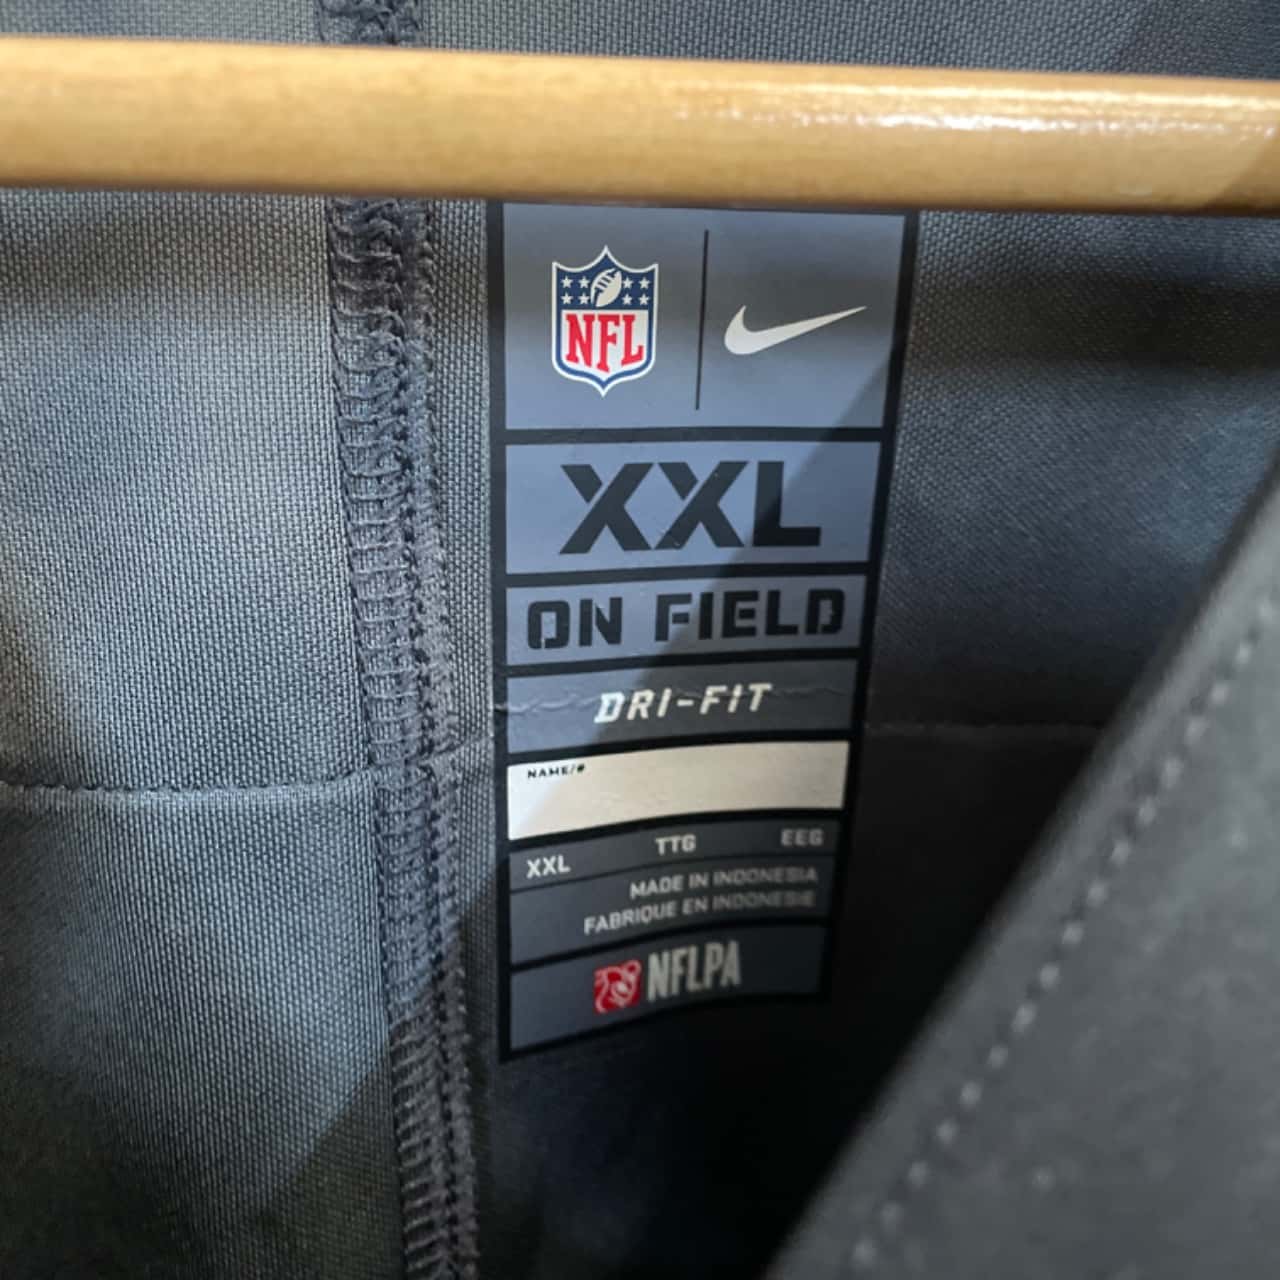 NFL
XXL
ON FIELD
DRI-FIT
NAME/#
XXL TTG EEG
MADE IN INDONESIA
FABRIQUE EN INDONESIE
NFLPA